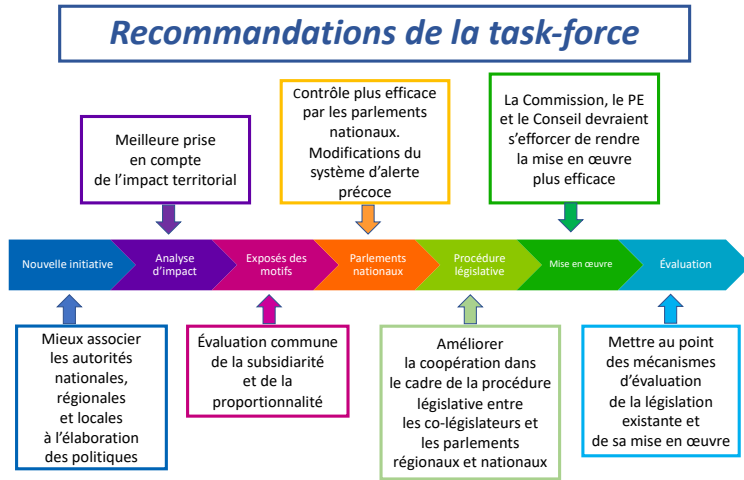 Recommandations de la task-force
Meilleure prise
en compte
de l’impact territorial
Contrôle plus efficace
par les parlements
nationaux.
Modifications du
système d’alerte
précoce
La Commission, le PE
et le Conseil devraient
s’efforcer de rendre
la mise en œuvre
plus efficace
Nouvelle initiative
Analyse
d’impact
Exposés des
motifs
Parlements
nationaux
Procédure
législative
Mise en œuvre
Évaluation
Mieux associer
les autorités
nationales,
régionales
et locales
à l’élaboration
des politiques
Évaluation commune
de la subsidiarité
et de la
proportionnalité
Améliorer
la coopération dans
le cadre de la procédure
législative entre
les co-législateurs et
les parlements
régionaux et nationaux
Mettre au point
des mécanismes
d’évaluation
de la législation
existante et
de sa mise en œuvre